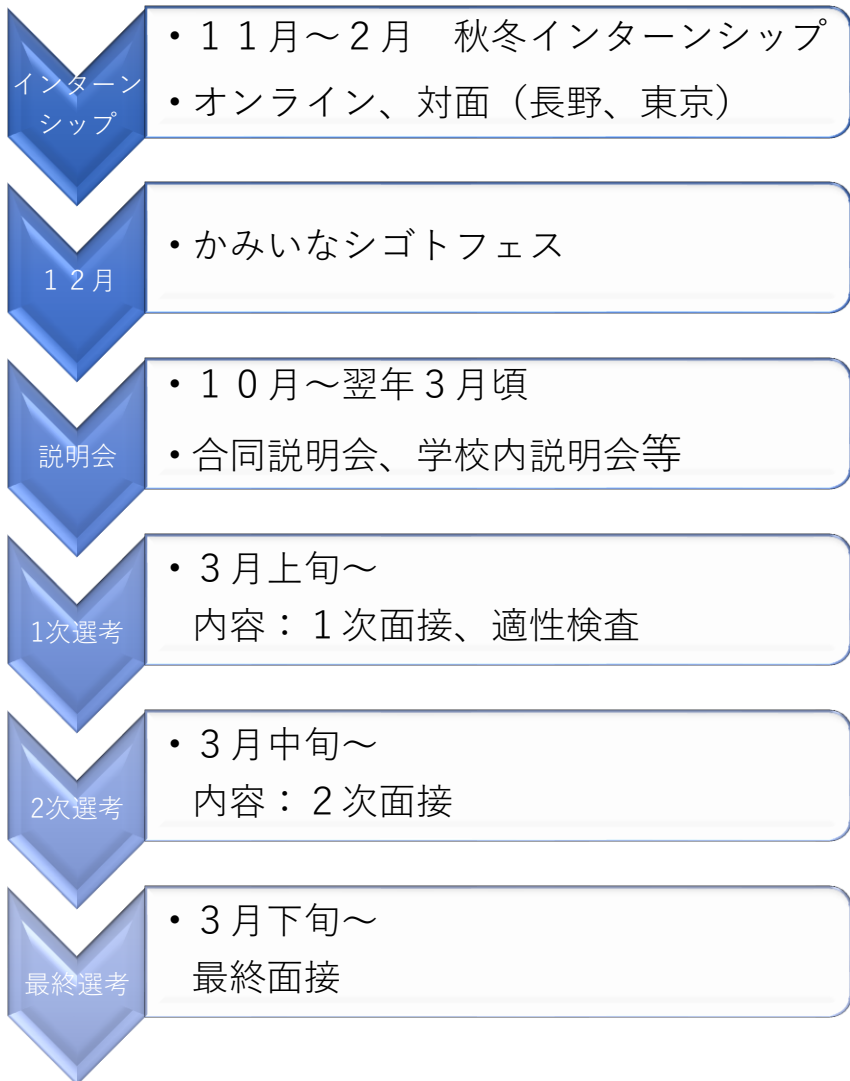 インターン
シップ
・１１月～２月　秋冬インターンシップ
・オンライン、対面（長野、東京）
１２月
・かみいなシゴトフェス
説明会
・１０月～翌年３月頃
・合同説明会、学校内説明会等
1次選考
・３月上旬～
内容：１次面接、適性検査
2次選考
・３月中旬～
内容：２次面接
最終選考
・３月下旬～
最終面接